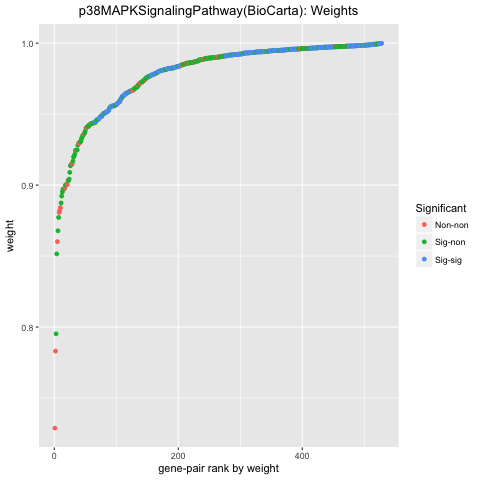 p38MAPKSignalingPathway(BioCarta): Weights
1.0
0.9
0.8
weight
0
200
400
gene-pair rank by weight
Significant
Non-non
Sig-non
Sig-sig